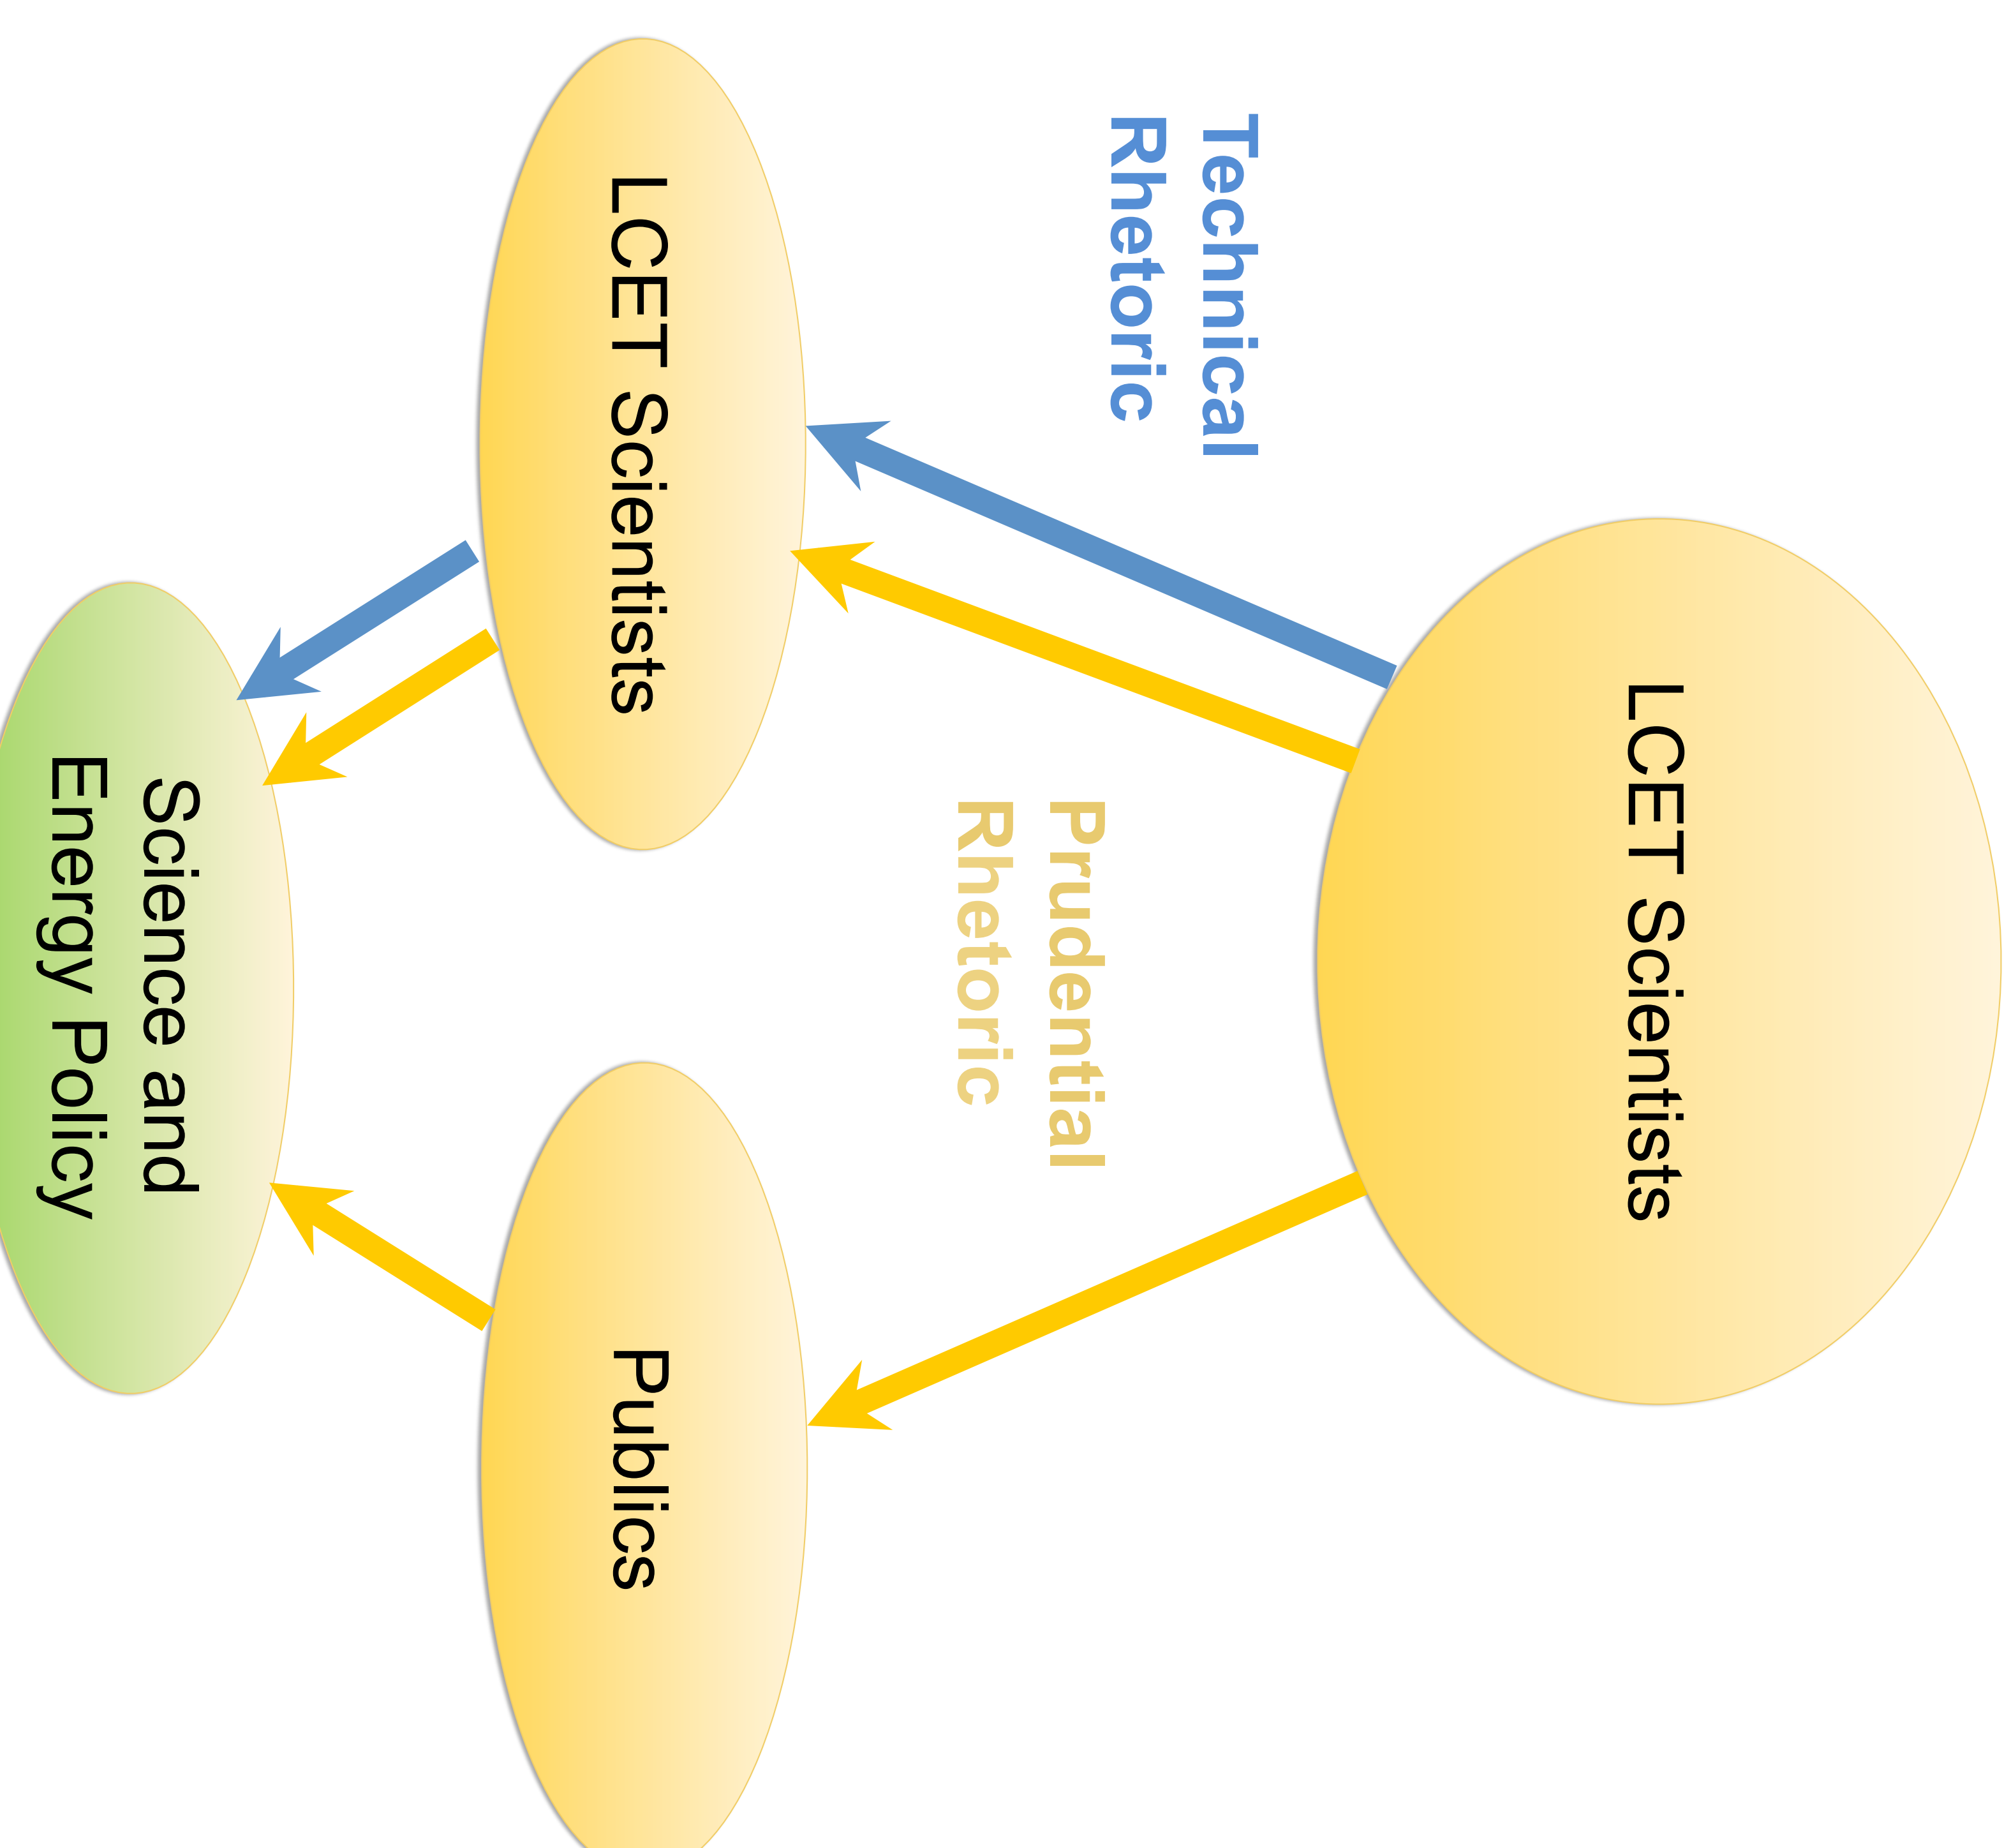 LCET Scientists
Technical
Rhetoric
Prudential
Rhetoric
LCET Scientists
Publics
Science and
Energy Policy